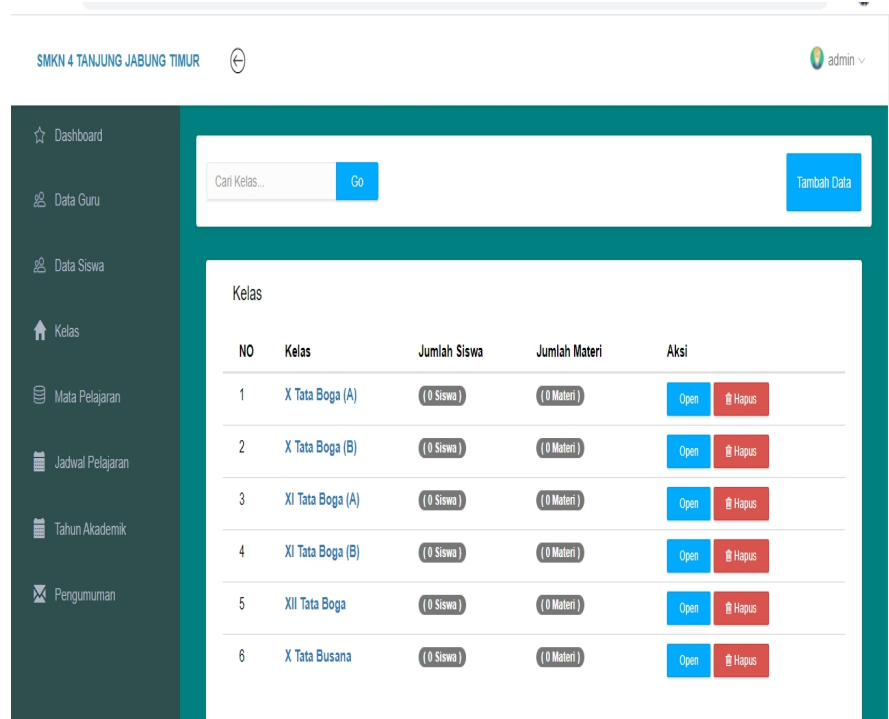 SMKN 4 TANJUNG JABUNG TIMUR
admin
Dashboard
Data Guru
Data Siswa
Kelas
Mata Pelajaran
Jadwal Pelajaran
Tahun Akademik
Pengumuman
Cari Kelas... Go Tambah Data
Kelas
NO Kelas Jumlah Siswa Jumlah Materi Aksi
1 X Tata Boga (A) ( 0 Siswa ) ( 0 Materi ) Open Hapus
2 X Tata Boga (B) ( 0 Siswa ) ( 0 Materi ) Open Hapus
3 XI Tata Boga (A) ( 0 Siswa ) ( 0 Materi ) Open Hapus
4 XI Tata Boga (B) ( 0 Siswa ) ( 0 Materi ) Open Hapus
5 XII Tata Boga ( 0 Siswa ) ( 0 Materi ) Open Hapus
6 X Tata Busana ( 0 Siswa ) ( 0 Materi ) Open Hapus